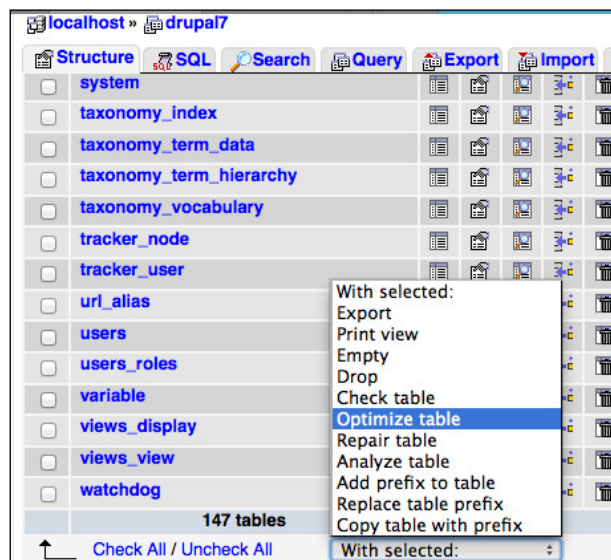 localhost » drupal7
Structure SQL Search Query Export Import
system
taxonomy_index
taxonomy_term_data
taxonomy_term_hierarchy
taxonomy_vocabulary
tracker_node
tracker_user
url_alias
users
users_roles
variable
views_display
views_view
watchdog
With selected:
Export
Print view
Empty
Drop
Check table
Optimize table
Repair table
Analyze table
Add prefix to table
Replace table prefix
Copy table with prefix
147 tables
Check All / Uncheck All With selected: